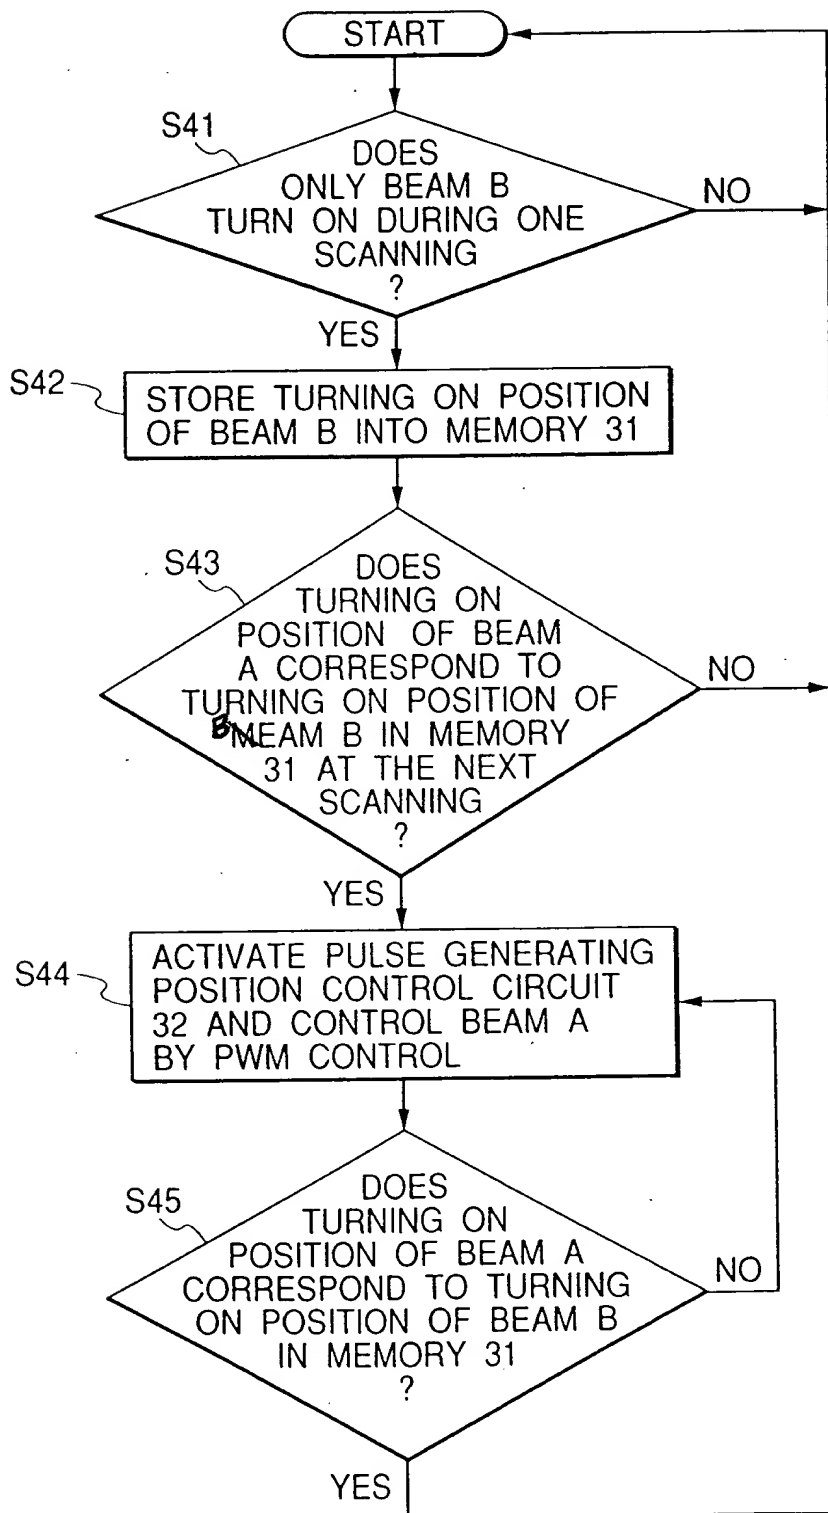 START
S41
DOES
ONLY BEAM B
TURN ON DURING ONE
SCANNING
?
NO
YES
S42
STORE TURNING ON POSITION
OF BEAM B INTO MEMORY 31
S43
DOES
TURNING ON
POSITION OF BEAM
A CORRESPOND TO
TURNING ON POSITION OF
BMEAM B IN MEMORY
31 AT THE NEXT
SCANNING
?
NO
YES
S44
ACTIVATE PULSE GENERATING
POSITION CONTROL CIRCUIT
32 AND CONTROL BEAM A
BY PWM CONTROL
S45
DOES
TURNING ON
POSITION OF BEAM A
CORRESPOND TO TURNING
ON POSITION OF BEAM B
IN MEMORY 31
?
NO
YES